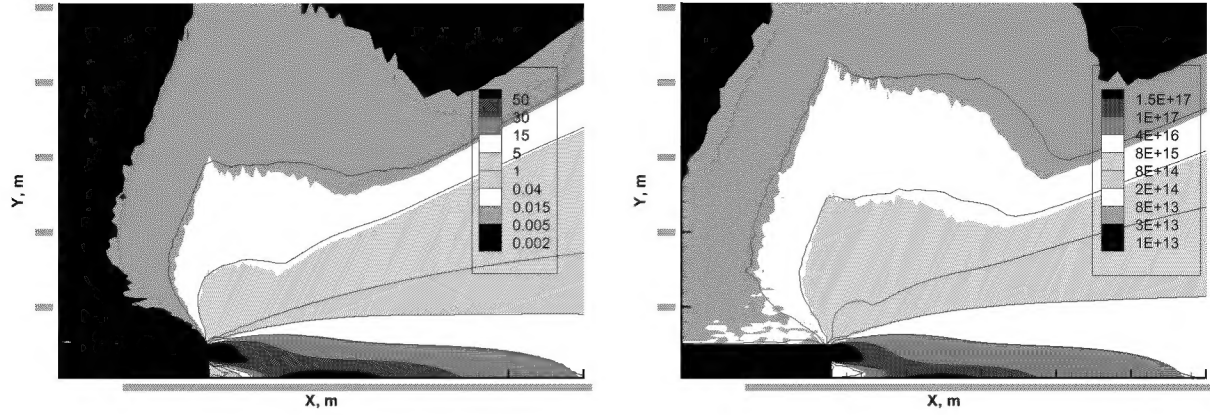 Y, m
50
30
15
5
1
0.04
0.015
0.005
0.002
X, m
Y, m
1.5E+17
1E+17
4E+16
8E+15
8E+14
2E+14
8E+13
3E+13
1E+13
X, m